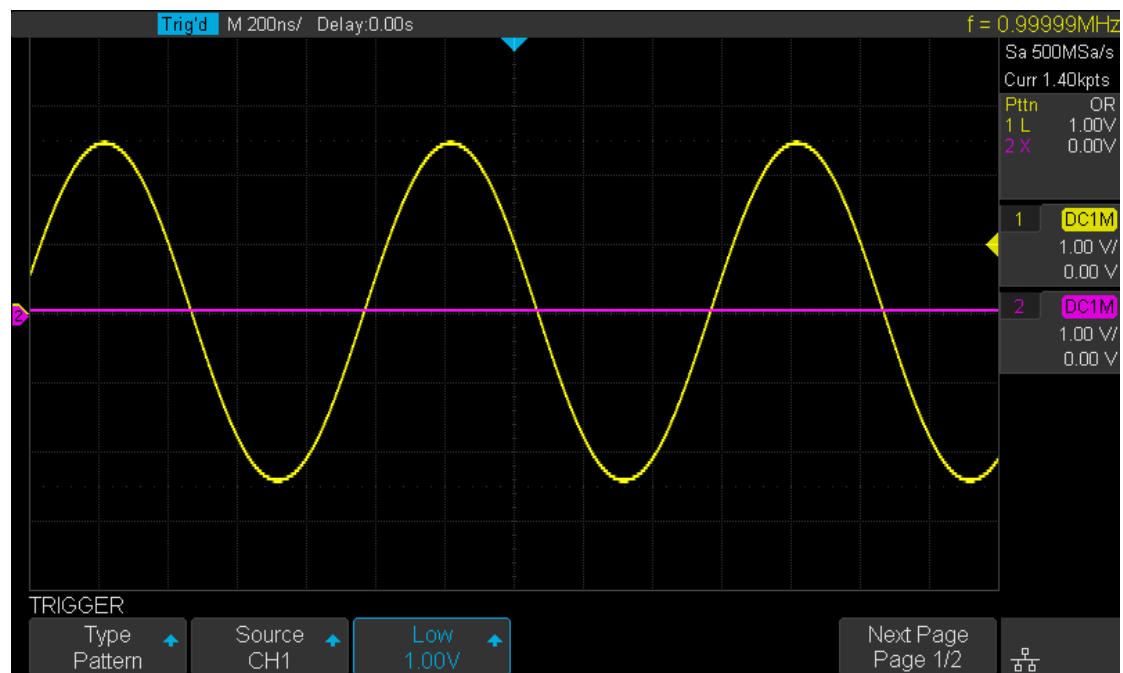 Trig'd M 200ns/ Delay:0.00s f = 0.99999MHz
Sa 500MSa/s
Curr 1.40kpts
Pttn OR
1 L 1.00V
2 X 0.00V
1 DC1M
1.00 V/
0.00 V
2 DC1M
1.00 V/
0.00 V
2
TRIGGER
Type
Pattern
Source
CH1
Low
1.00V
Next Page
Page 1/2